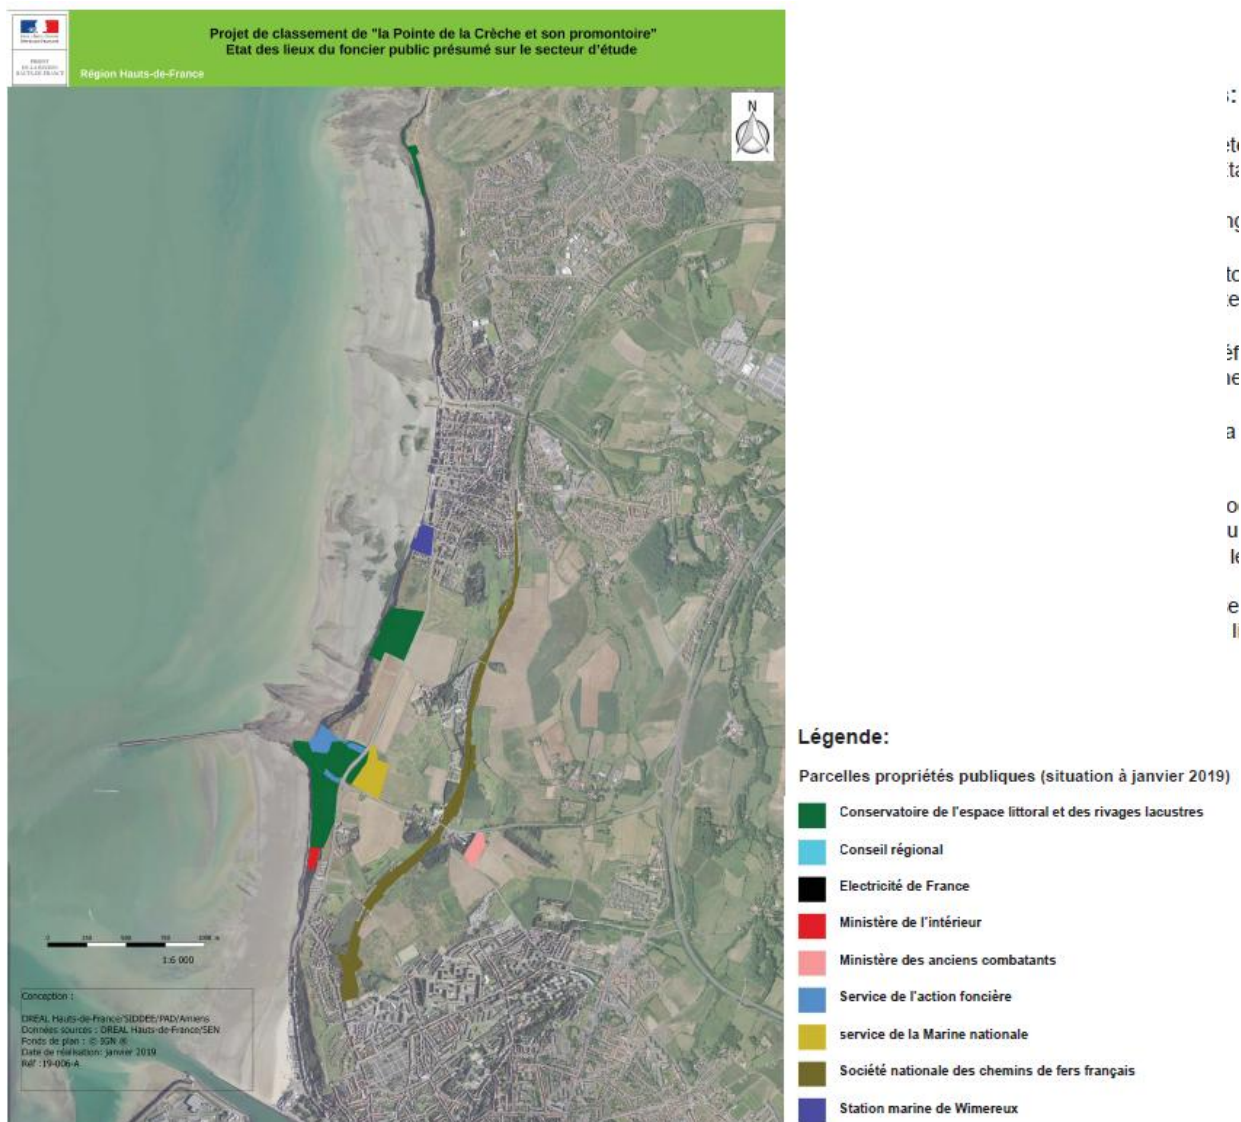 Projet de classement de "la Pointe de la Crèche et son promontoire"
Etat des lieux du foncier public présumé sur le secteur d'étude
Région Hauts-de-France
N
1:6 000
Conception :
DREAL Hauts-de-France/SIDDEE/PAD/Amiens
Données sources : DREAL Hauts-de-France/SEN
Fonds de plan : © IGN ®
Date de réalisation: janvier 2019
Réf :19-006-A
Légende:
Parcelles propriétés publiques (situation à janvier 2019)
Conservatoire de l'espace littoral et des rivages lacustres
Conseil régional
Electricité de France
Ministère de l'intérieur
Ministère des anciens combatants
Service de l'action foncière
service de la Marine nationale
Société nationale des chemins de fers français
Station marine de Wimereux